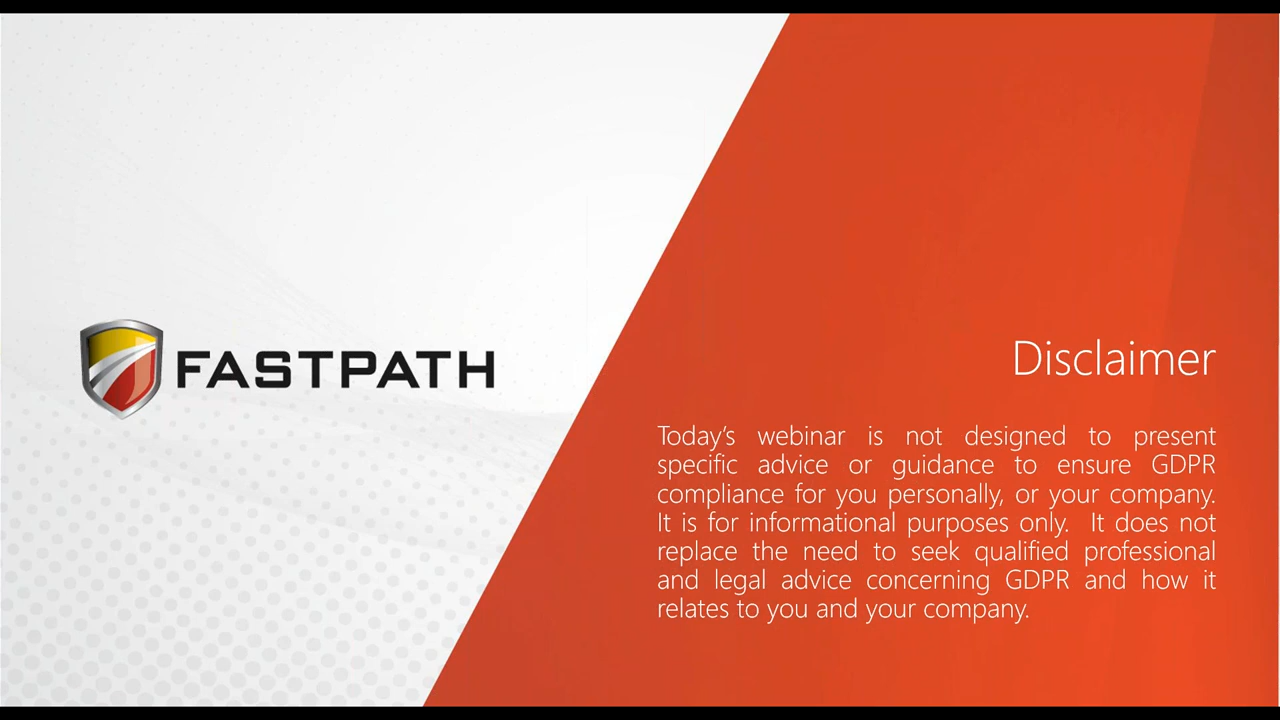 FASTPATH
Disclaimer
Today's webinar is not designed to present
specific advice or guidance to ensure GDPR
compliance for you personally, or your company.
It is for informational purposes only.  It does not
replace the need to seek qualified professional
and legal advice concerning GDPR and how it
relates to you and your company.